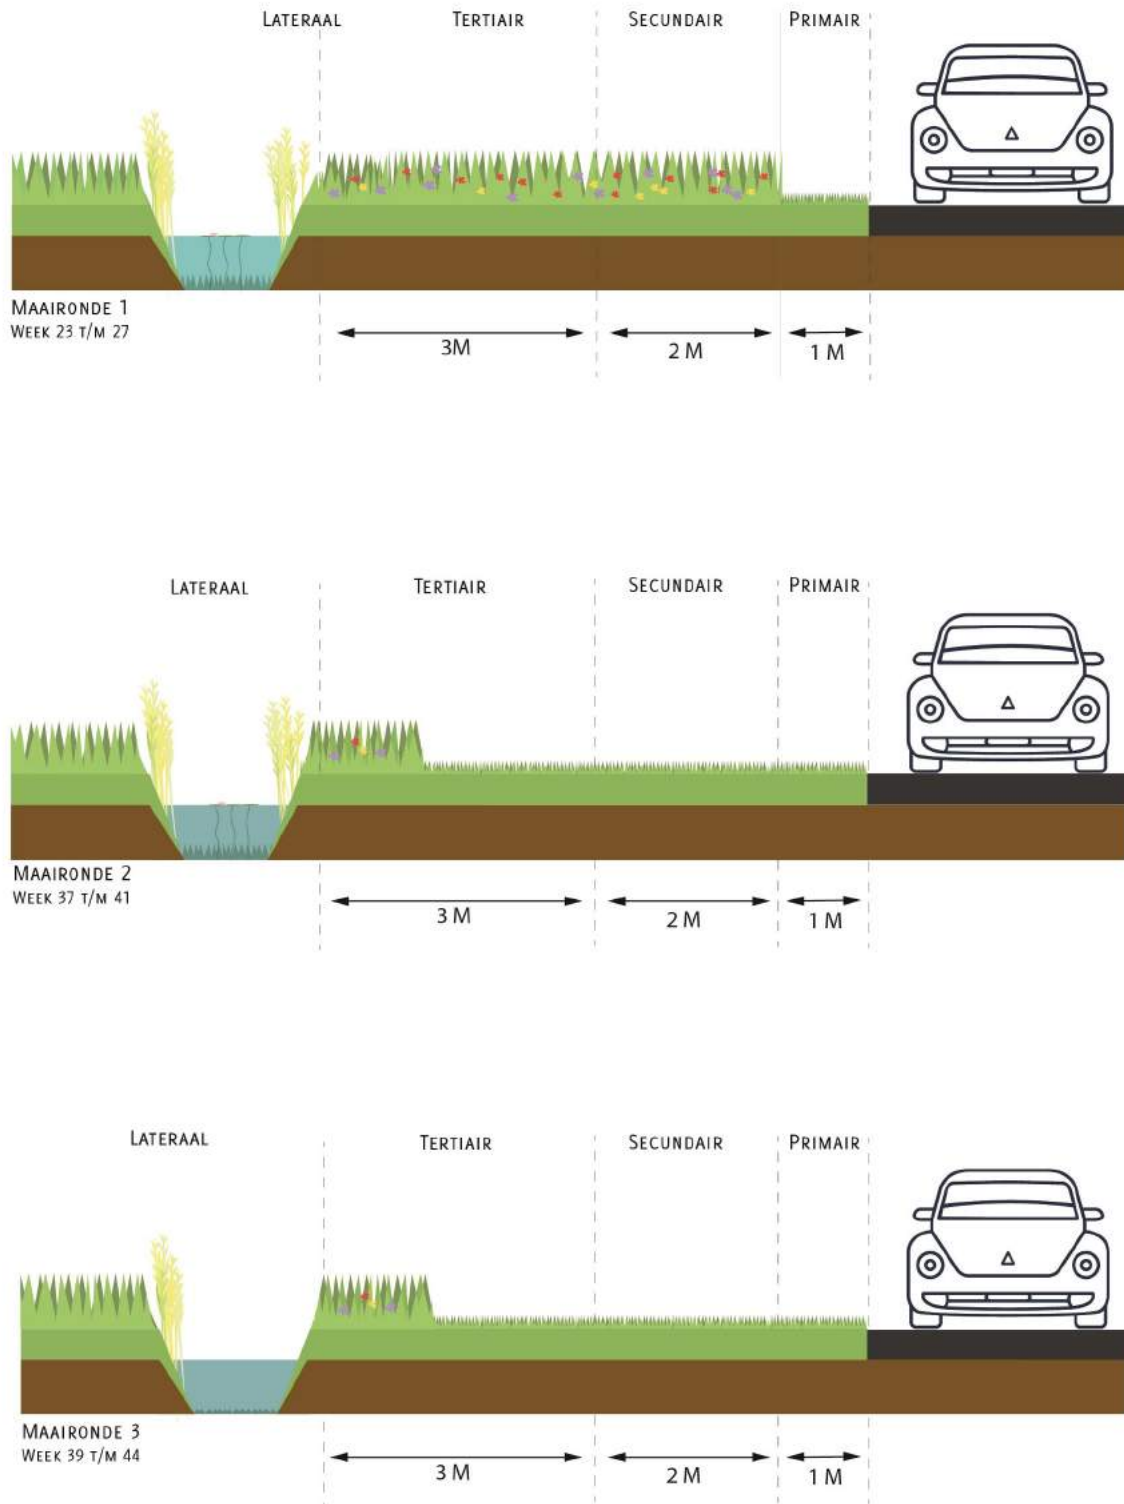 LATERAAL TERTIAIR SECUNDAIR PRIMAIR
MAAIRONDE 1
WEEK 23 T/M 27
3M 2 M 1 M
LATERAAL TERTIAIR SECUNDAIR PRIMAIR
MAAIRONDE 2
WEEK 37 T/M 41
3 M 2 M 1 M
LATERAAL TERTIAIR SECUNDAIR PRIMAIR
MAAIRONDE 3
WEEK 39 T/M 44
3 M 2 M 1 M